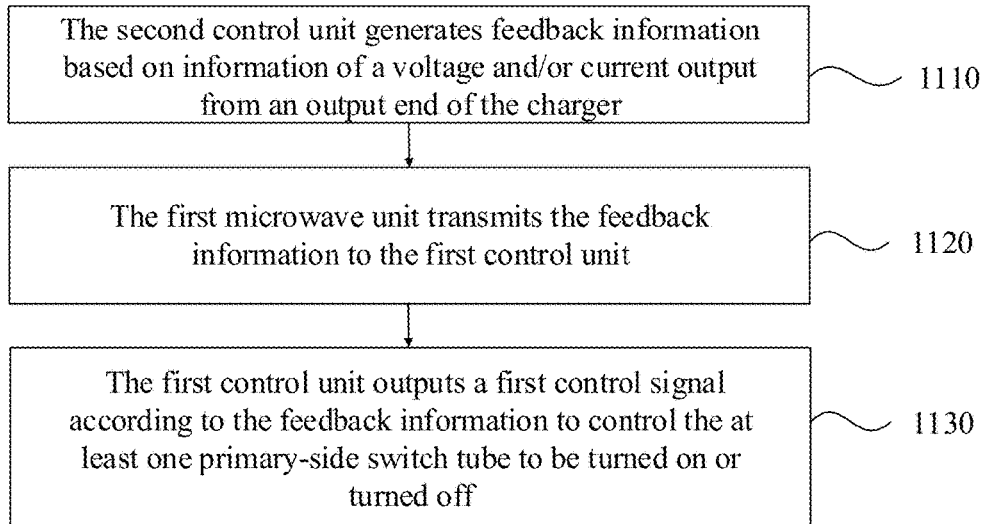 The second control unit generates feedback information
based on information of a voltage and/or current output
from an output end of the charger
1110
The first microwave unit transmits the feedback
information to the first control unit
1120
The first control unit outputs a first control signal
according to the feedback information to control the at
least one primary-side switch tube to be turned on or
turned off
1130